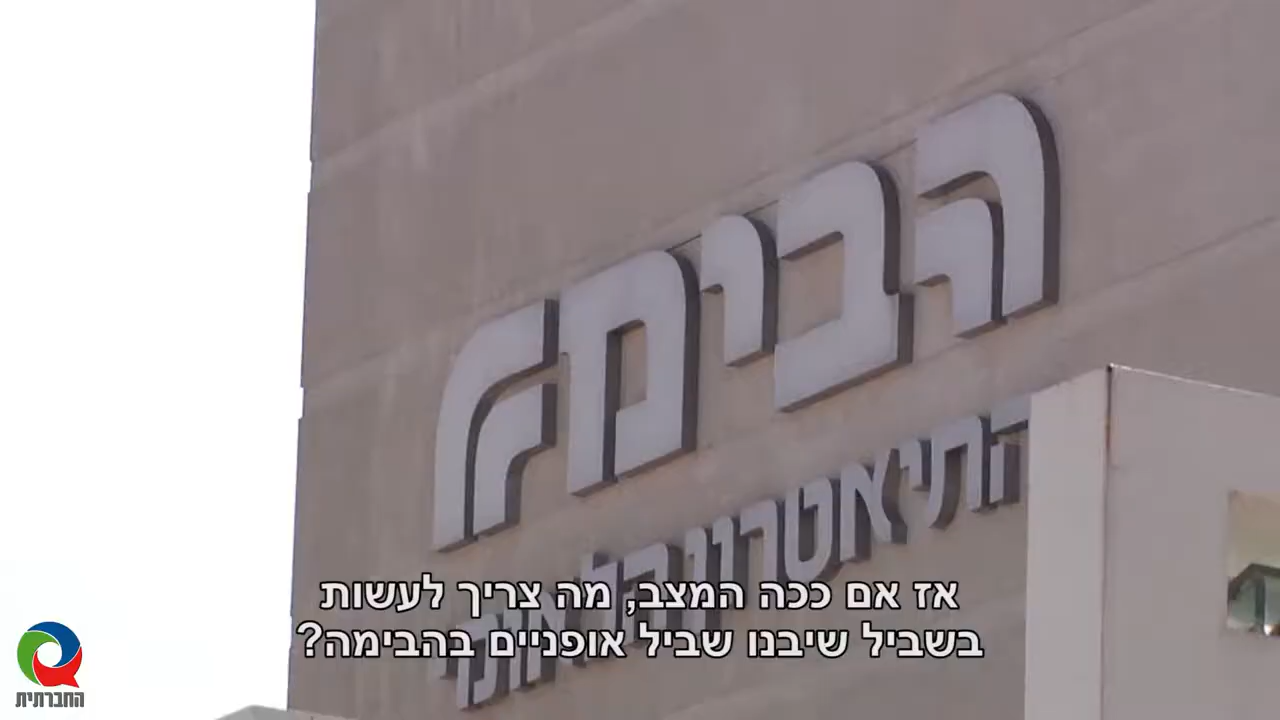 הבימה
התיאטרון הלאומי
אז אם ככה המצב, מה צריך לעשות
בשביל שיבנו שביל אופניים בהבימה?
החברתית